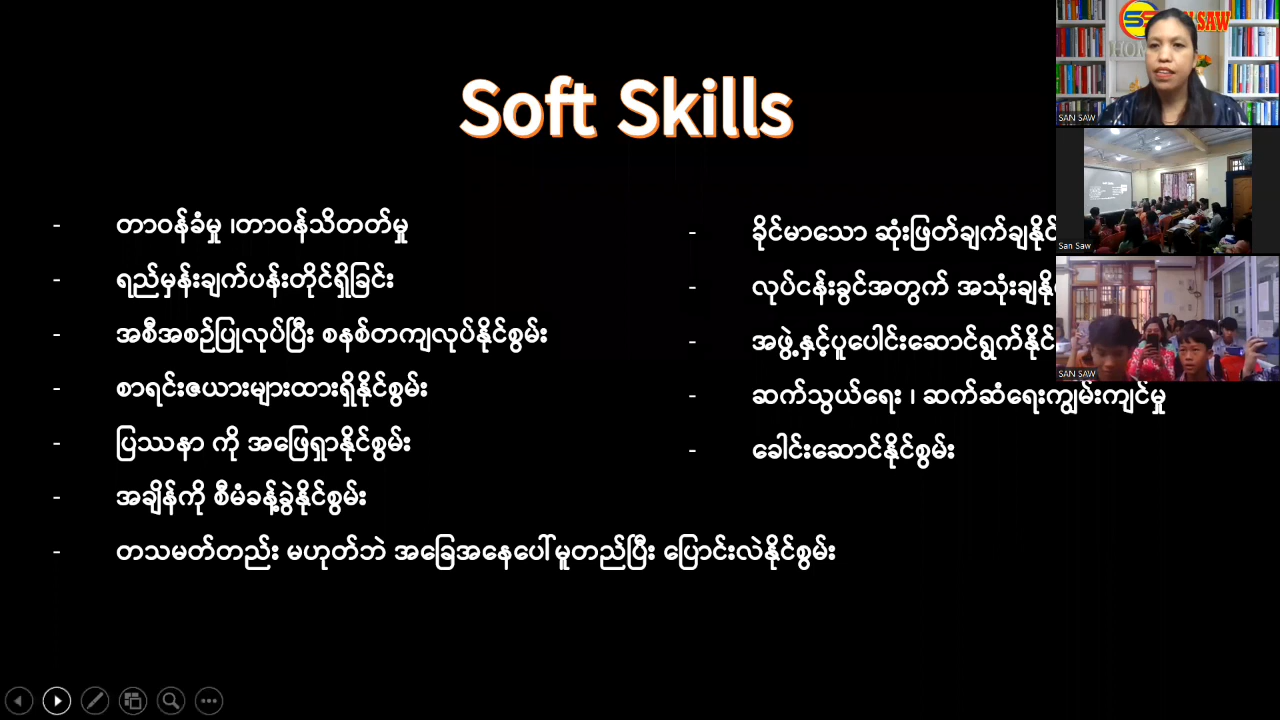 Soft Skills
- တာဝန်ခံမှု ၊တာဝန်သိတတ်မှု
- ရည်မှန်းချက်ပန်းတိုင်ရှိခြင်း
- အစီအစဉ်ပြုလုပ်ပြီး စနစ်တကျလုပ်နိုင်စွမ်း
- စာရင်းဇယားများထားရှိနိုင်စွမ်း
- ပြဿနာ ကို အဖြေရှာနိုင်စွမ်း
- အချိန်ကို စီမံခန့်ခွဲနိုင်စွမ်း
- တသမတ်တည်း မဟုတ်ဘဲ အခြေအနေပေါ်မူတည်ပြီး ပြောင်းလဲနိုင်စွမ်း
- ခိုင်မာသော ဆုံးဖြတ်ချက်ချနိုင်
- လုပ်ငန်းခွင်အတွက် အသုံးချနို
- အဖွဲ့နှင့်ပူပေါင်းဆောင်ရွက်နိုင်
- ဆက်သွယ်ရေး ၊ ဆက်ဆံရေးကျွမ်းကျင်မှု
- ခေါင်းဆောင်နိုင်စွမ်း
SAW
SAN SAW
San Saw
SAN SAW